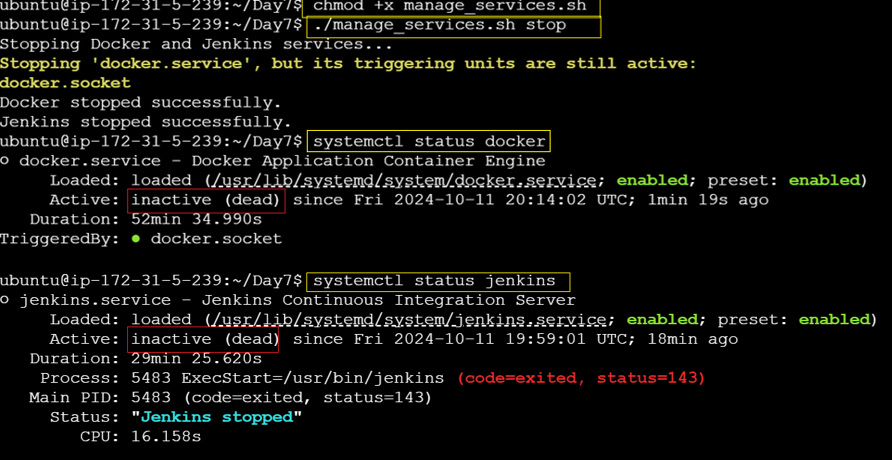 ubuntu@ip-172-31-5-239:~/Day7$ chmod +x manage_services.sh
ubuntu@ip-172-31-5-239:~/Day7$ ./manage_services.sh stop
Stopping Docker and Jenkins services...
Stopping 'docker.service', but its triggering units are still active:
docker.socket
Docker stopped successfully.
Jenkins stopped successfully.
ubuntu@ip-172-31-5-239:~/Day7$ systemctl status docker
○ docker.service - Docker Application Container Engine
Loaded: loaded (/usr/lib/systemd/system/docker.service; enabled; preset: enabled)
Active: inactive (dead) since Fri 2024-10-11 20:14:02 UTC; 1min 19s ago
Duration: 52min 34.990s
TriggeredBy: ● docker.socket
ubuntu@ip-172-31-5-239:~/Day7$ systemctl status jenkins
○ jenkins.service - Jenkins Continuous Integration Server
Loaded: loaded (/usr/lib/systemd/system/jenkins.service; enabled; preset: enabled)
Active: inactive (dead) since Fri 2024-10-11 19:59:01 UTC; 18min ago
Duration: 29min 25.620s
Process: 5483 ExecStart=/usr/bin/jenkins (code=exited, status=143)
Main PID: 5483 (code=exited, status=143)
Status: "Jenkins stopped"
CPU: 16.158s